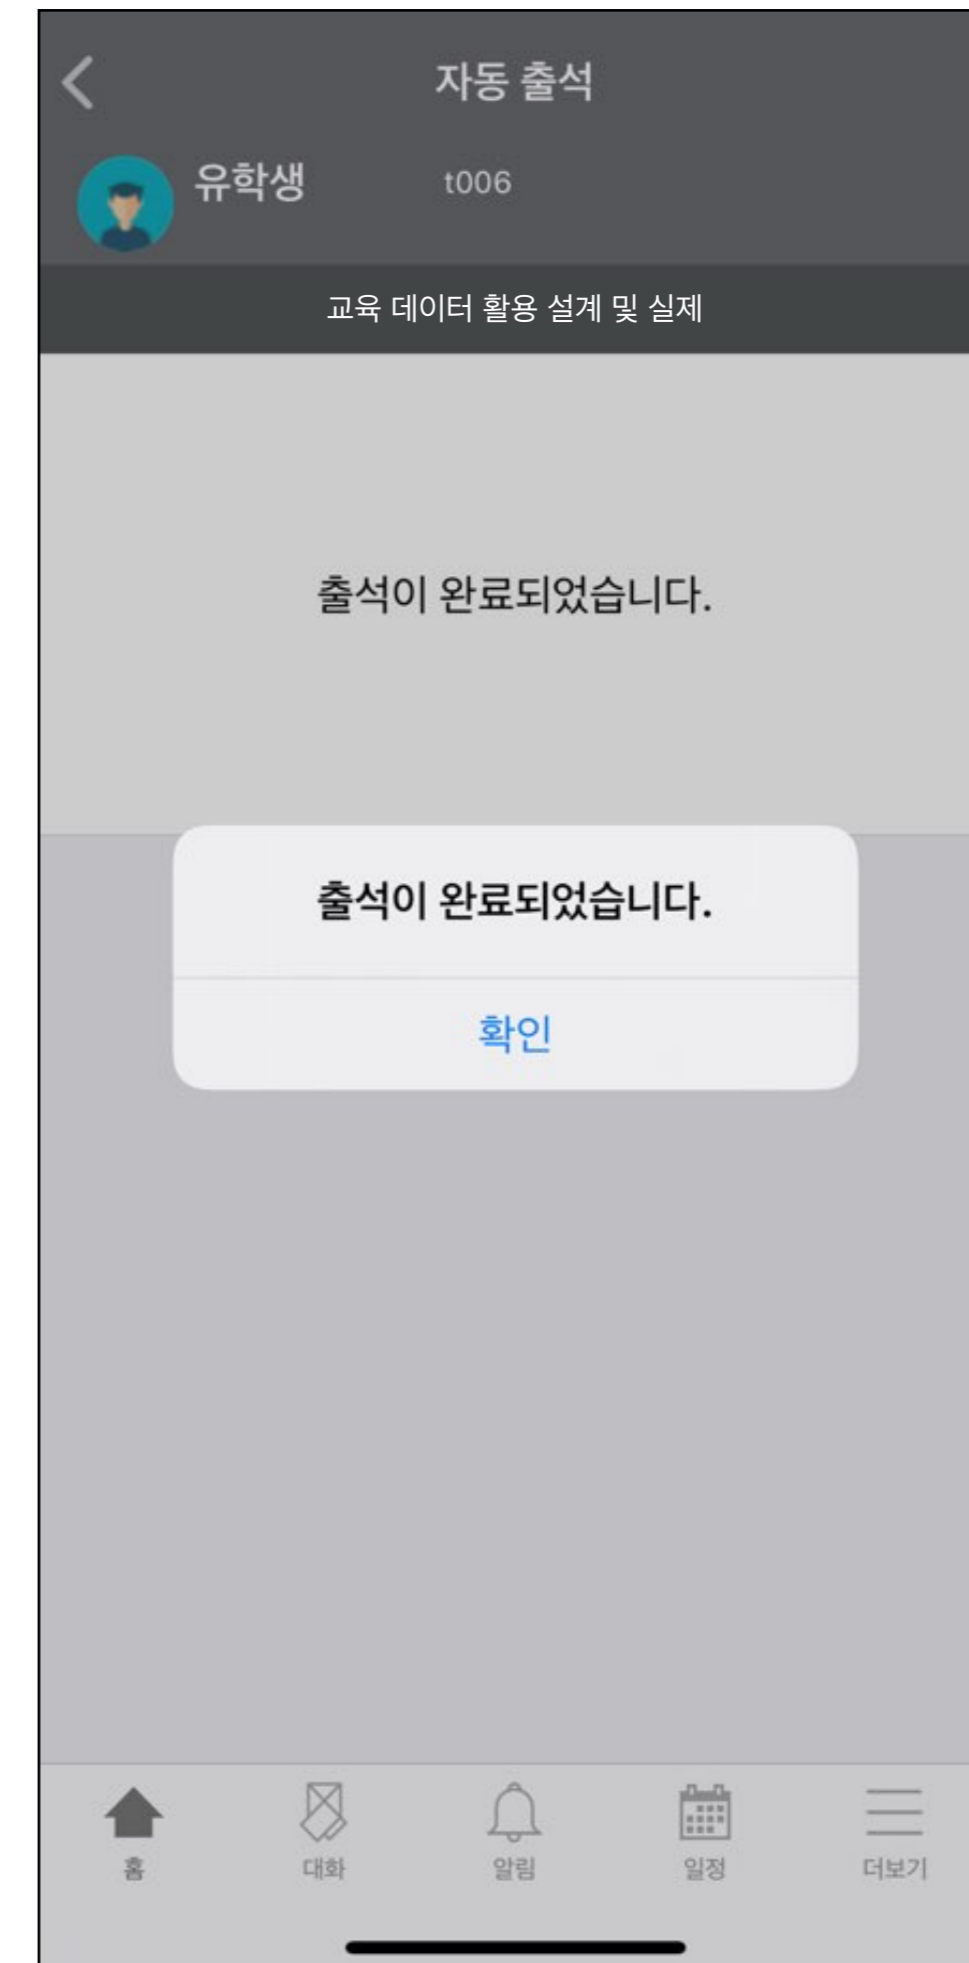 자동 출석
유학생 t006
교육 데이터 활용 설계 및 실제
출석이 완료되었습니다.
출석이 완료되었습니다.
확인
홈 대화 알림 일정 더보기